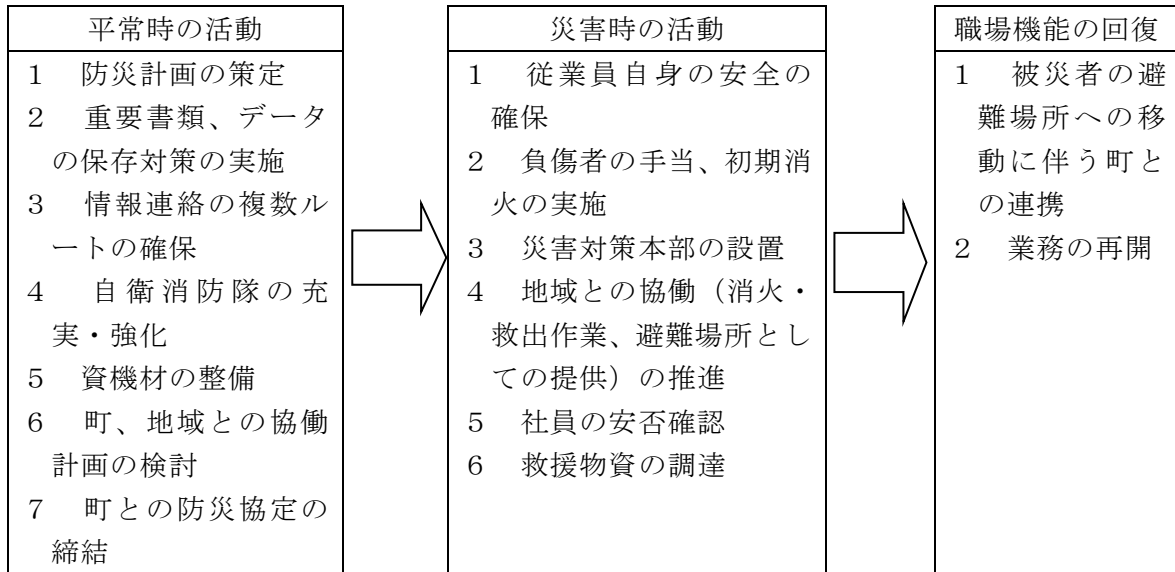 平常時の活動
1 防災計画の策定
2 重要書類、データ
の保存対策の実施
3 情報連絡の複数ル
ートの確保
4 自衛消防隊の充
実・強化
5 資機材の整備
6 町、地域との協働
計画の検討
7 町との防災協定の
締結
災害時の活動
1 従業員自身の安全の
確保
2 負傷者の手当、初期消
火の実施
3 災害対策本部の設置
4 地域との協働（消火・
救出作業、避難場所とし
ての提供）の推進
5 社員の安否確認
6 救援物資の調達
職場機能の回復
1 被災者の避
難場所への移
動に伴う町と
の連携
2 業務の再開